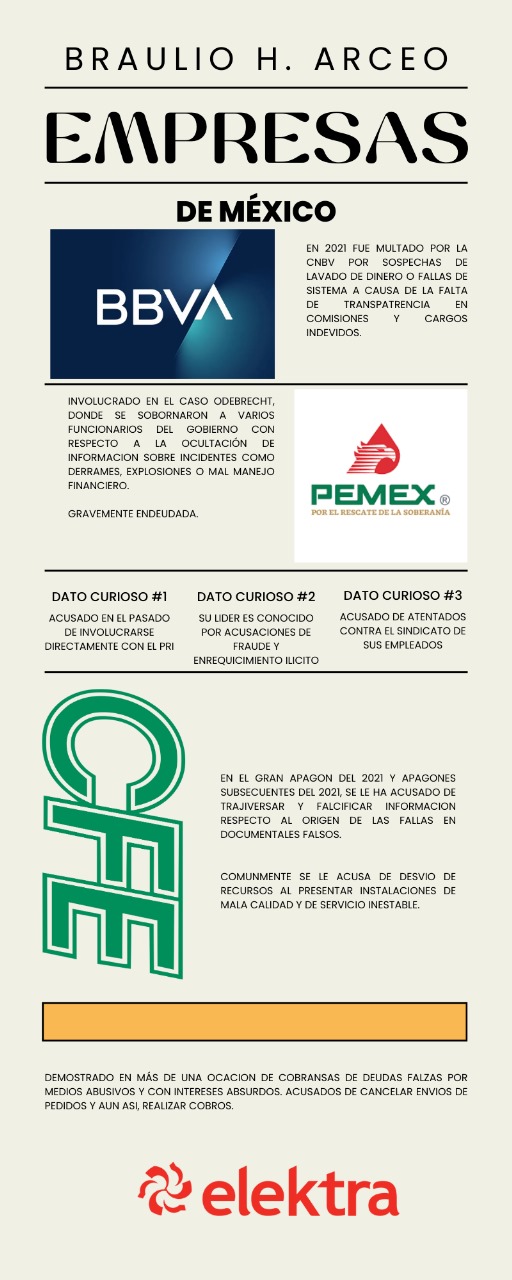 BRAULIO H. ARCEO
EMPRESAS
DE MÉXICO
BBVA
EN 2021 FUE MULTADO POR LA
CNBV POR SOSPECHAS DE
LAVADO DE DINERO O FALLAS DE
SISTEMA A CAUSA DE LA FALTA
DE TRANSPATRENCIA EN
COMISIONES Y CARGOS
INDEVIDOS.
INVOLUCRADO EN EL CASO ODEBRECHT,
DONDE SE SOBORNARON A VARIOS
FUNCIONARIOS DEL GOBIERNO CON
RESPECTO A LA OCULTACIÓN DE
INFORMACION SOBRE INCIDENTES COMO
DERRAMES, EXPLOSIONES O MAL MANEJO
FINANCIERO.
GRAVEMENTE ENDEUDADA.
PEMEX ®
POR EL RESCATE DE LA SOBERANÍA
DATO CURIOSO #1
ACUSADO EN EL PASADO
DE INVOLUCRARSE
DIRECTAMENTE CON EL PRI
DATO CURIOSO #2
SU LIDER ES CONOCIDO
POR ACUSACIONES DE
FRAUDE Y
ENREQUICIMIENTO ILICITO
DATO CURIOSO #3
ACUSADO DE ATENTADOS
CONTRA EL SINDICATO DE
SUS EMPLEADOS
CFE
EN EL GRAN APAGON DEL 2021 Y APAGONES
SUBSECUENTES DEL 2021, SE LE HA ACUSADO DE
TRAJIVERSAR Y FALCIFICAR INFORMACION
RESPECTO AL ORIGEN DE LAS FALLAS EN
DOCUMENTALES FALSOS.
COMUNMENTE SE LE ACUSA DE DESVIO DE
RECURSOS AL PRESENTAR INSTALACIONES DE
MALA CALIDAD Y DE SERVICIO INESTABLE.
DEMOSTRADO EN MÁS DE UNA OCACION DE COBRANSAS DE DEUDAS FALZAS POR
MEDIOS ABUSIVOS Y CON INTERESES ABSURDOS. ACUSADOS DE CANCELAR ENVIOS DE
PEDIDOS Y AUN ASI, REALIZAR COBROS.
elektra